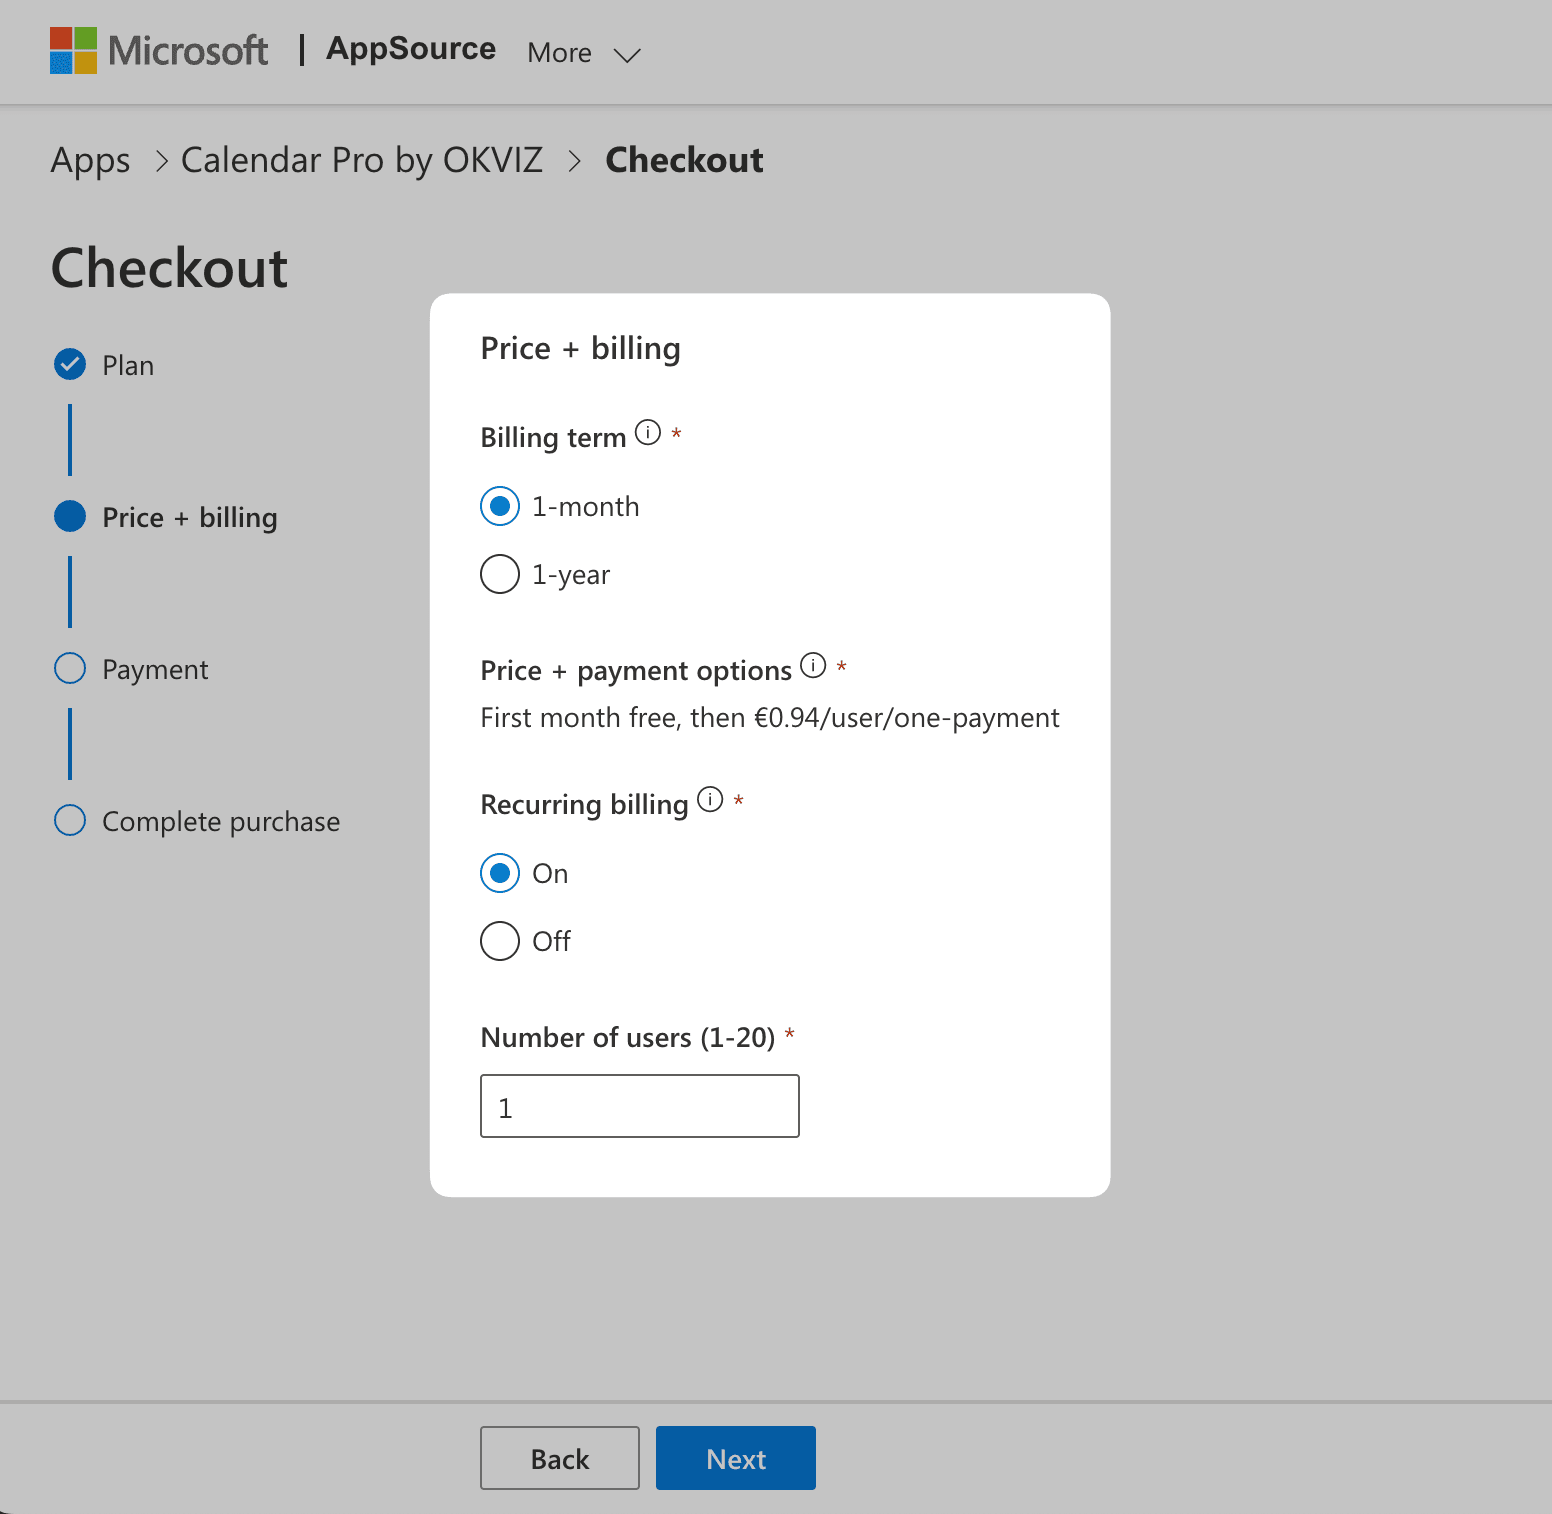 Microsoft | AppSource More
Apps > Calendar Pro by OKVIZ > Checkout
Checkout
Plan
Price + billing
Payment
Complete purchase
Price + billing
Billing term *
1-month
1-year
Price + payment options *
First month free, then €0.94/user/one-payment
Recurring billing *
On
Off
Number of users (1-20) *
1
Back
Next